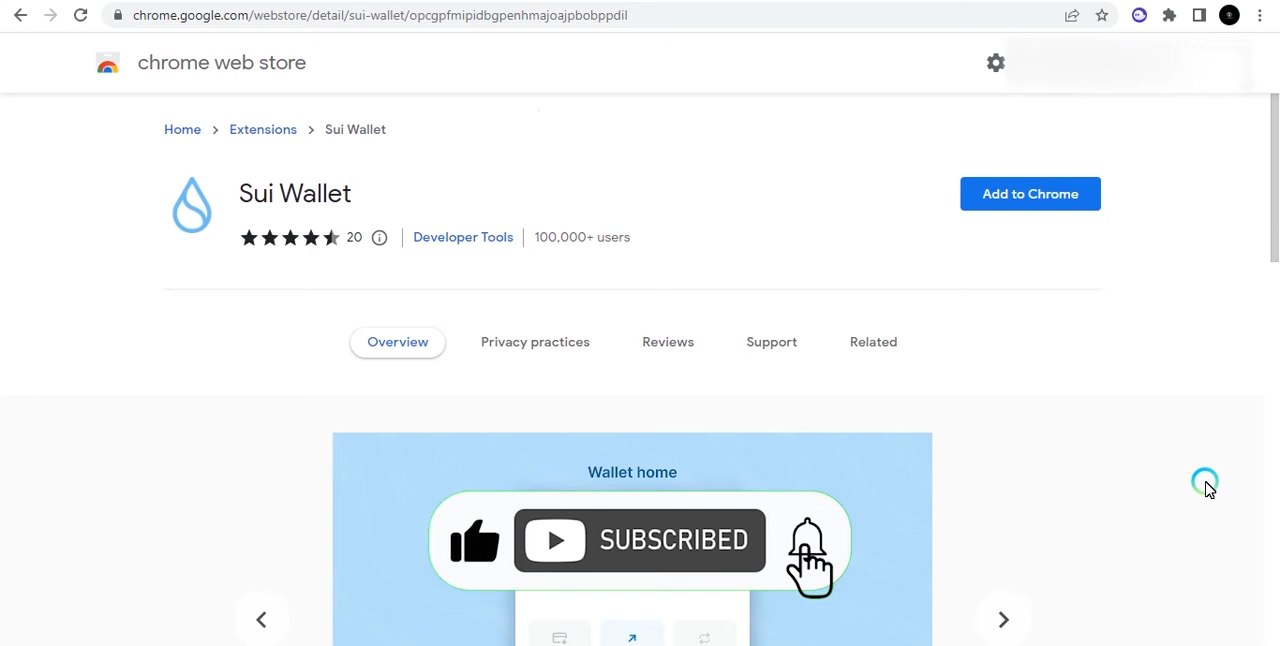 chrome.google.com/webstore/detail/sui-wallet/opcgpfmipidbgpenhmajoajpbobppdil
chrome web store
Home > Extensions > Sui Wallet
Sui Wallet
Add to Chrome
20 Developer Tools 100,000+ users
Overview Privacy practices Reviews Support Related
Wallet home
SUBSCRIBED